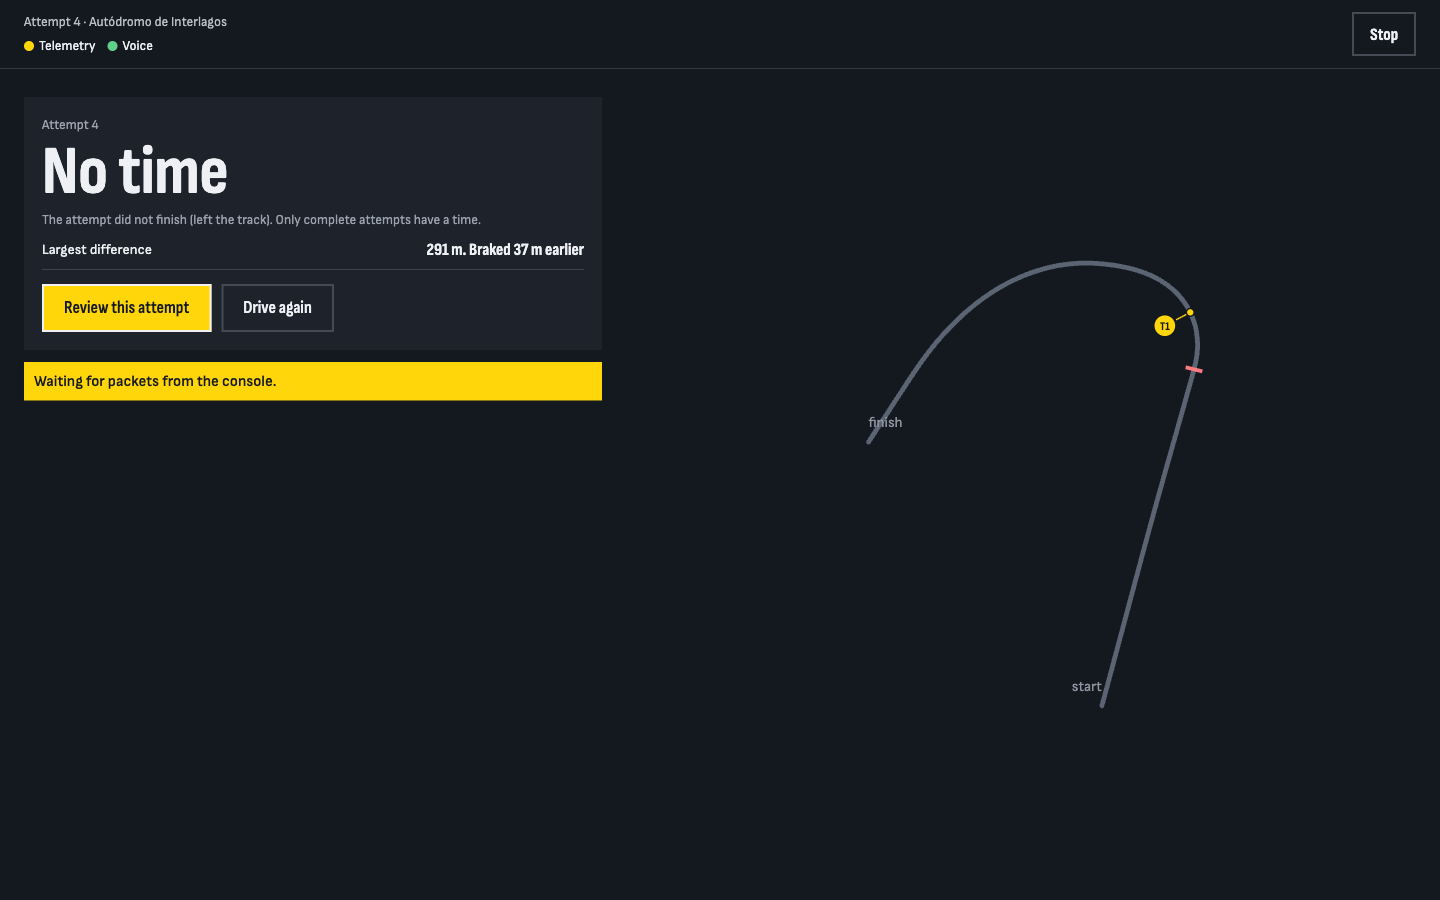 Attempt 4 · Autódromo de Interlagos
Telemetry Voice
Stop
Attempt 4
No time
The attempt did not finish (left the track). Only complete attempts have a time.
Largest difference 291 m. Braked 37 m earlier
Review this attempt Drive again
Waiting for packets from the console.
T1
finish
start